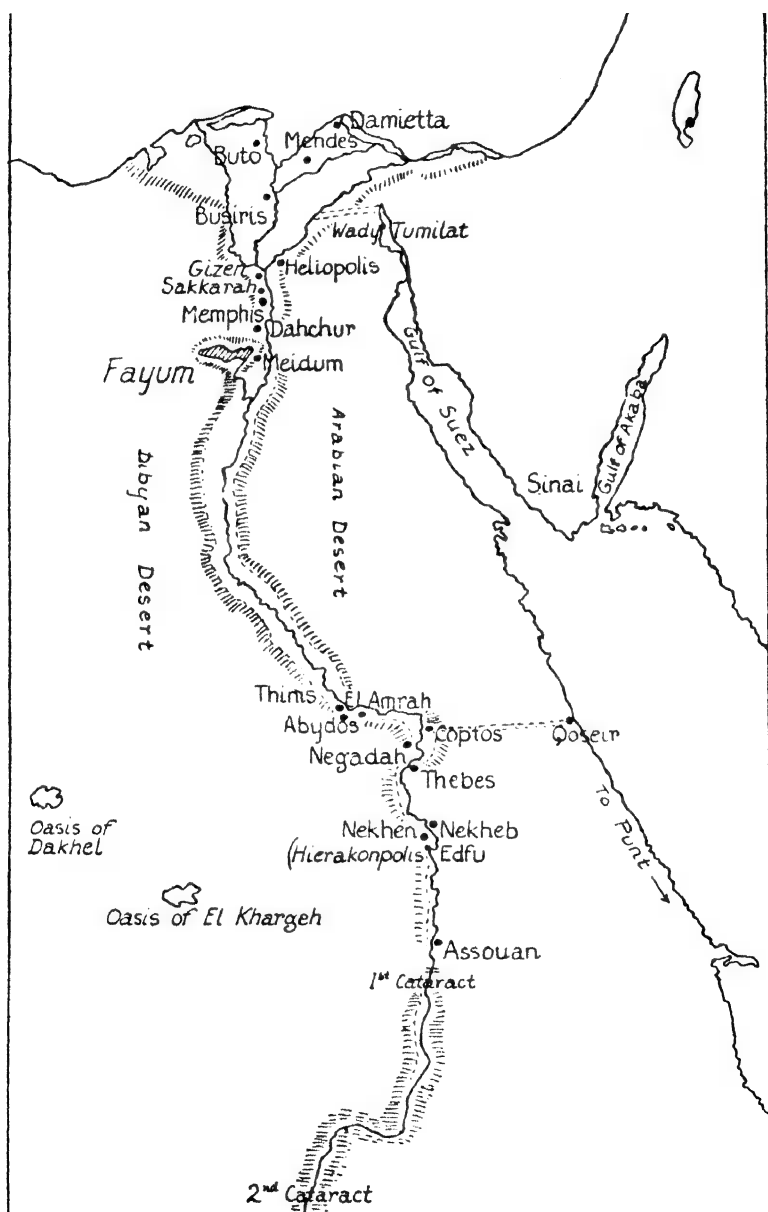 Damietta
Mendes
Buto
Busiris
Wady Tumilat
Gizeh
Heliopolis
Sakkarah
Memphis
Dahchur
Meidum
Fayum
Gulf of Suez
Gulf of Akaba
Sinai
Arabian Desert
Libyan Desert
Thims
El Amrah
Abydos
Coptos
Qoseir
Negadah
Thebes
To Punt
Oasis of
Dakhel
Nekhen
Nekheb
(Hierakonpolis
Edfu
Oasis of El Khargeh
Assouan
1st Cataract
2nd Cataract